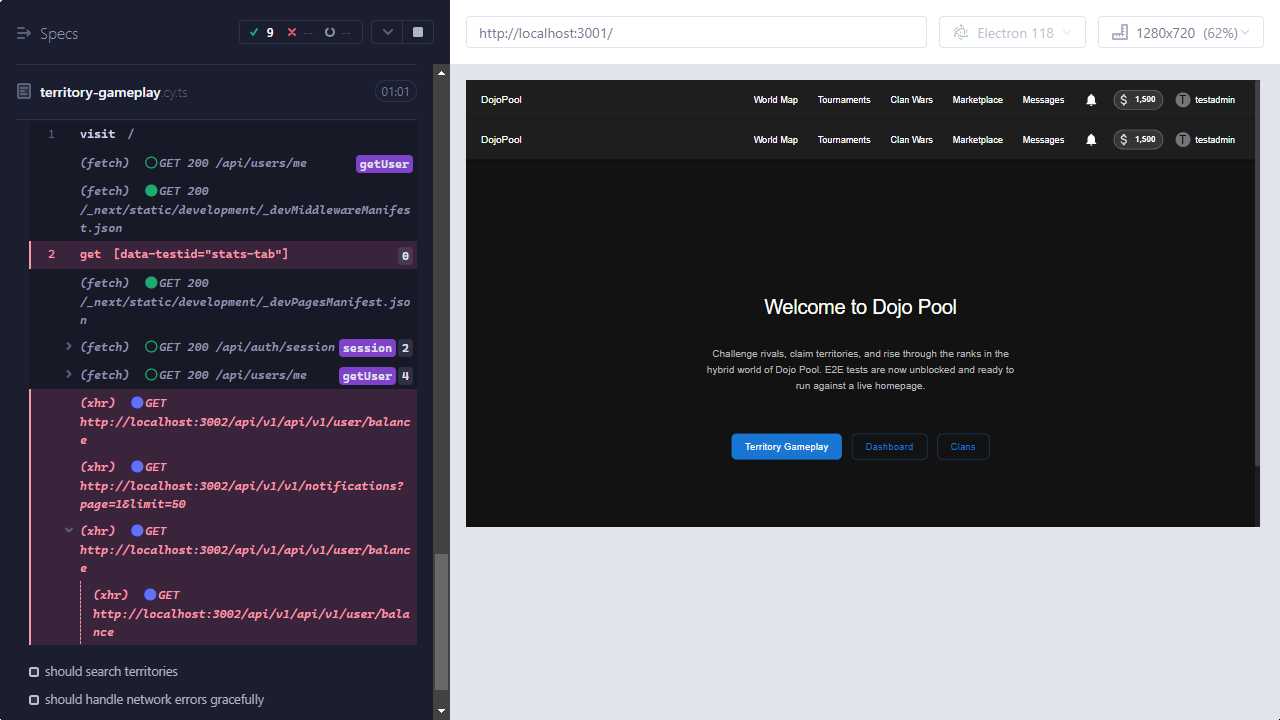 Specs
9 -- --
territory-gameplay.cy.ts 01:01
1 visit /
(fetch) GET 200 /api/users/me getUser
(fetch) GET 200
/_next/static/development/_devMiddlewareManifes
t.json
2 get [data-testid="stats-tab"] 0
(fetch) GET 200
/_next/static/development/_devPagesManifest.jso
n
(fetch) GET 200 /api/auth/session session 2
(fetch) GET 200 /api/users/me getUser 4
(xhr) GET
http://localhost:3002/api/v1/api/v1/user/balanc
e
(xhr) GET
http://localhost:3002/api/v1/v1/notifications?
page=1&limit=50
(xhr) GET
http://localhost:3002/api/v1/api/v1/user/balanc
e
(xhr) GET
http://localhost:3002/api/v1/api/v1/user/bala
nce
should search territories
should handle network errors gracefully
http://localhost:3001/ Electron 118 1280x720 (62%)
DojoPool World Map Tournaments Clan Wars Marketplace Messages $ 1,500 T testadmin
DojoPool World Map Tournaments Clan Wars Marketplace Messages $ 1,500 T testadmin
Welcome to Dojo Pool
Challenge rivals, claim territories, and rise through the ranks in the
hybrid world of Dojo Pool. E2E tests are now unblocked and ready to
run against a live homepage.
Territory Gameplay Dashboard Clans